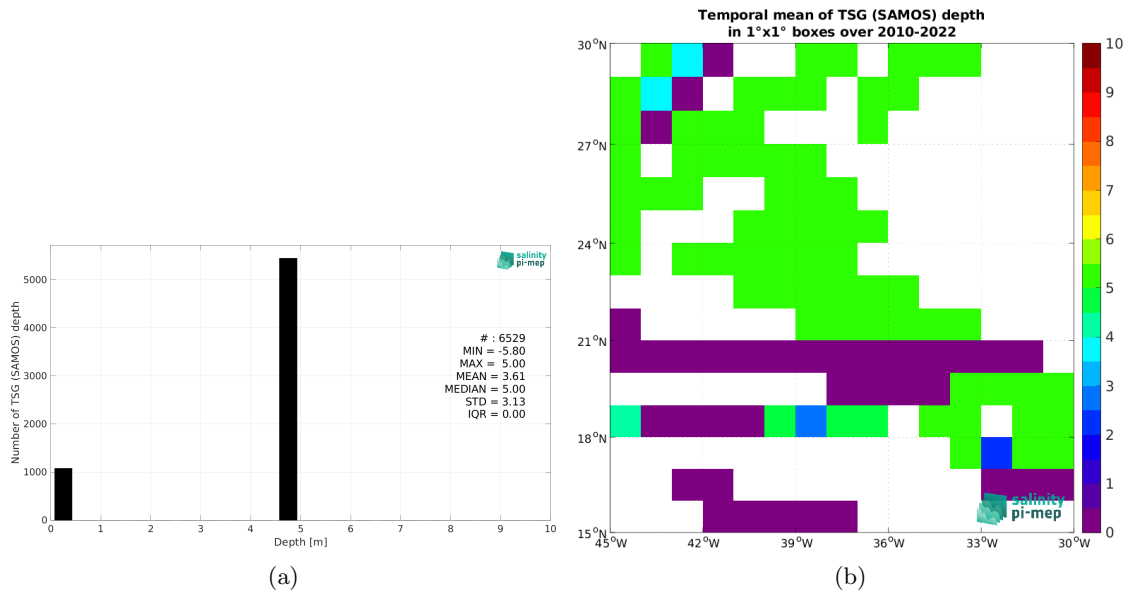 Temporal mean of TSG (SAMOS) depth
in 1°x1° boxes over 2010-2022
Number of TSG (SAMOS) depth
5000
4000
3000
2000
1000
0
0 1 2 3 4 5 6 7 8 9 10
Depth [m]
salinity
pi-mep
# : 6529
MIN = -5.80
MAX = 5.00
MEAN = 3.61
MEDIAN = 5.00
STD = 3.13
IQR = 0.00
(a)
30°N
27°N
24°N
21°N
18°N
15°N
45°W 42°W 39°W 36°W 33°W 30°W
salinity
pi-mep
10
9
8
7
6
5
4
3
2
1
0
(b)